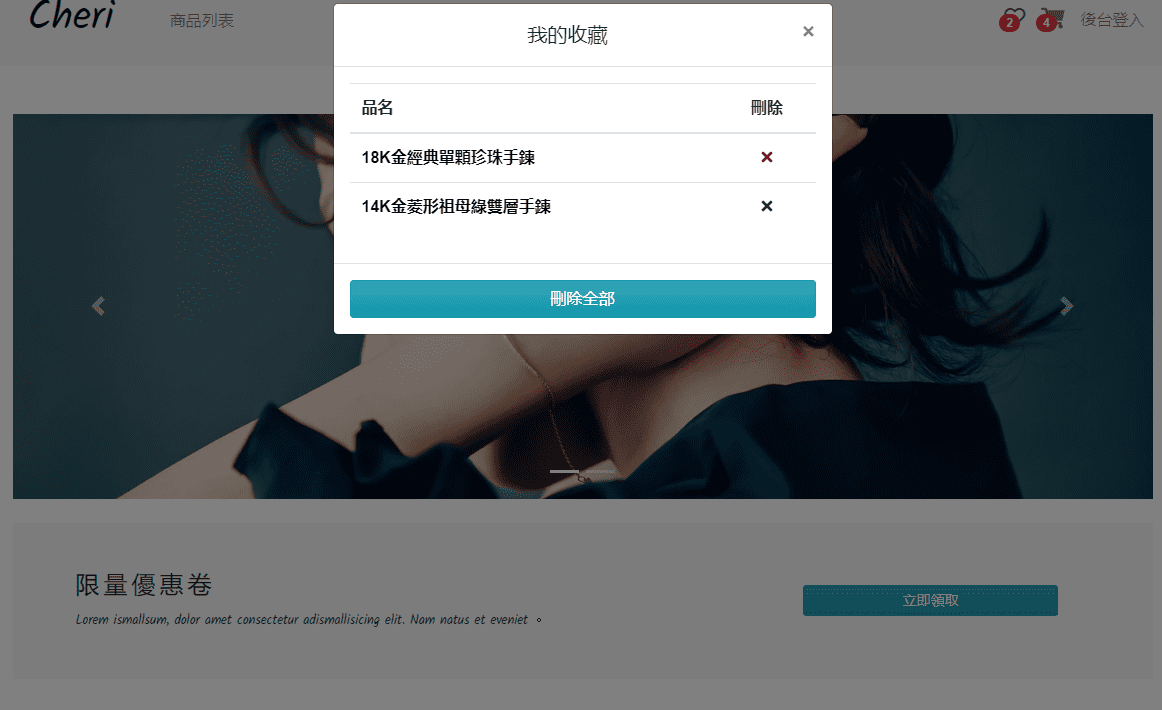 Cheri 商品列表 2 4 後台登入
我的收藏 ×
品名 刪除
18K金經典單顆珍珠手鍊
14K金菱形祖母綠雙層手鍊
刪除全部
限量優惠卷
Lorem ismallsum, dolor amet consectetur adismallisicing elit. Nam natus et eveniet 。
立即領取